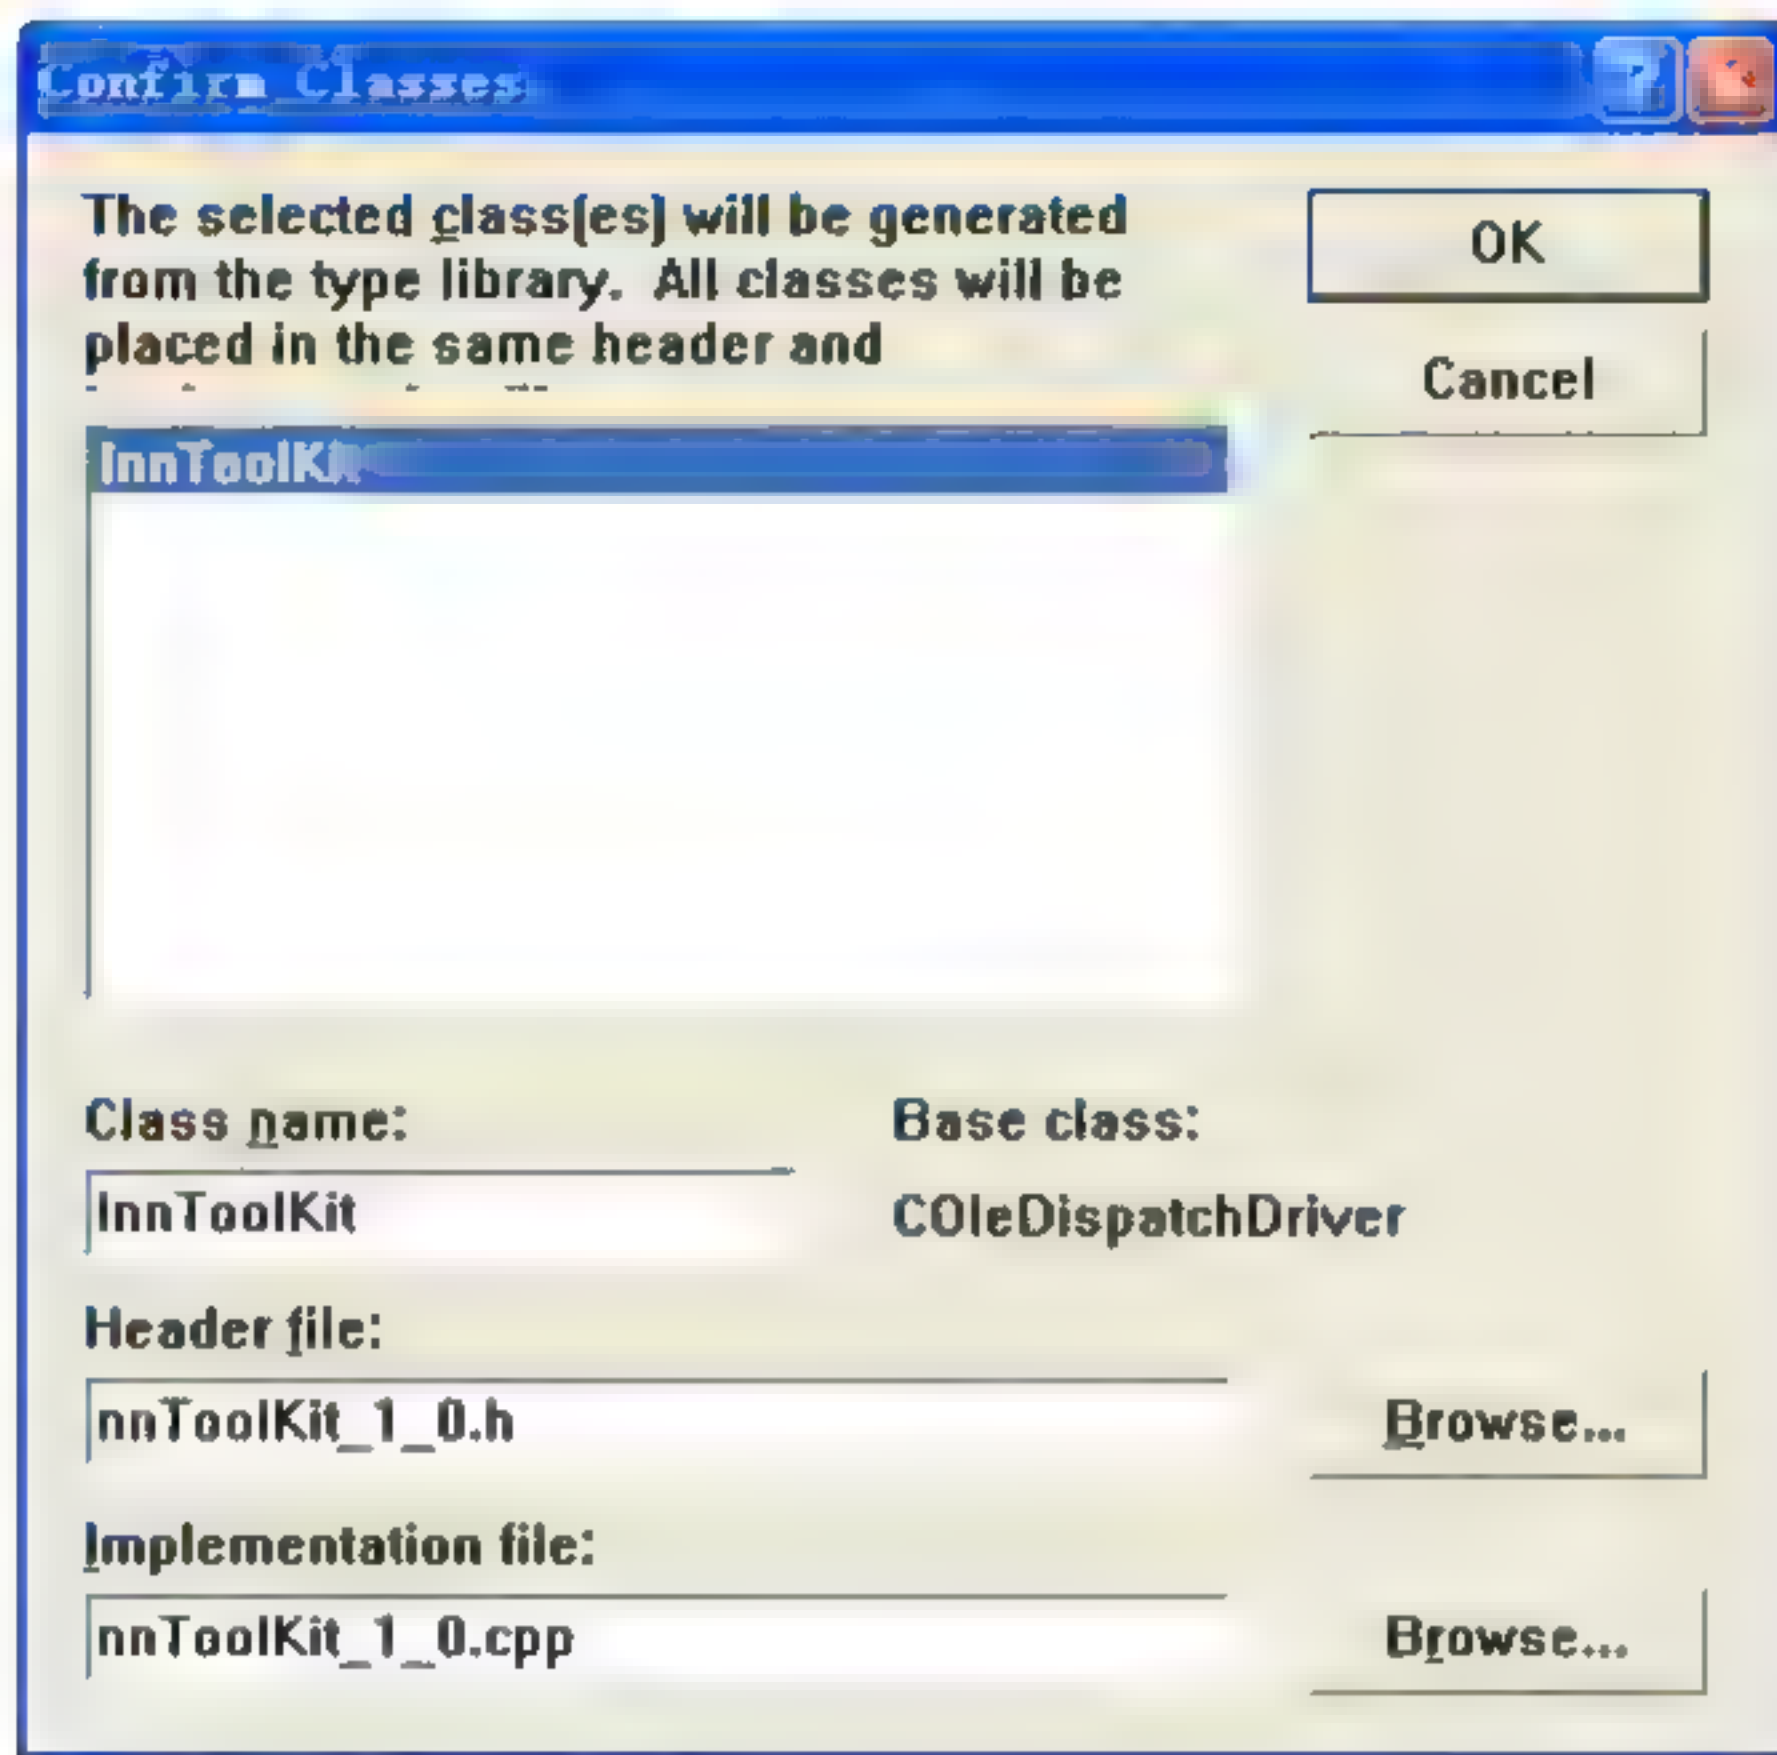 Confirm Classes
The selected class(es) will be generated
from the type library.  All classes will be
placed in the same header and
OK
Cancel
InnToolKit
Class name:
Base class:
InnToolKit
COleDispatchDriver
Header file:
nnToolKit_1_0.h
Browse...
Implementation file:
nnToolKit_1_0.cpp
Browse...